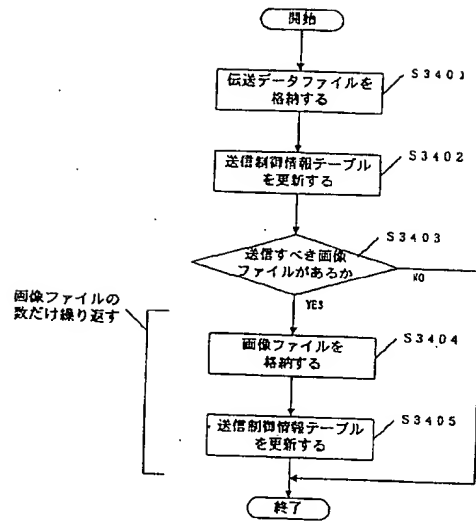 開始
伝送データファイルを
格納する
S3401
送信制御情報テーブル
を更新する
S3402
送信すべき画像
ファイルがあるか
S3403
NO
YES
画像ファイルの
数だけ繰り返す
画像ファイルを
格納する
S3404
送信制御情報テーブル
を更新する
S3405
終了